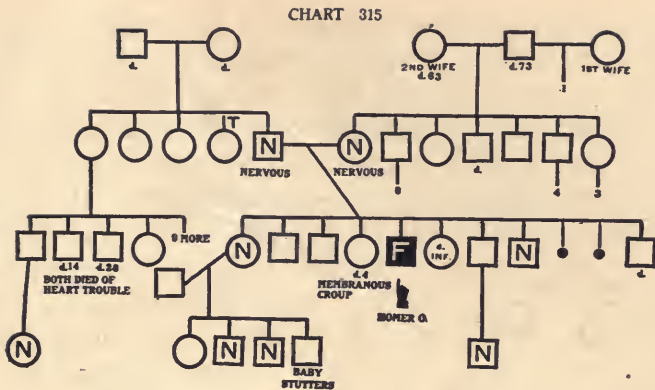 CHART 315
d.
d.
2ND WIFE
d.63
d.73
1ST WIFE
T
N
N
NERVOUS
NERVOUS
d.
4
3
9 MORE
N
d.14
d.28
BOTH DIED OF
HEART TROUBLE
d.4
MEMBRANOUS
CROUP
F
HOMER O.
d.
INF.
N
d.
N
N
N
BABY
STUTTERS
N